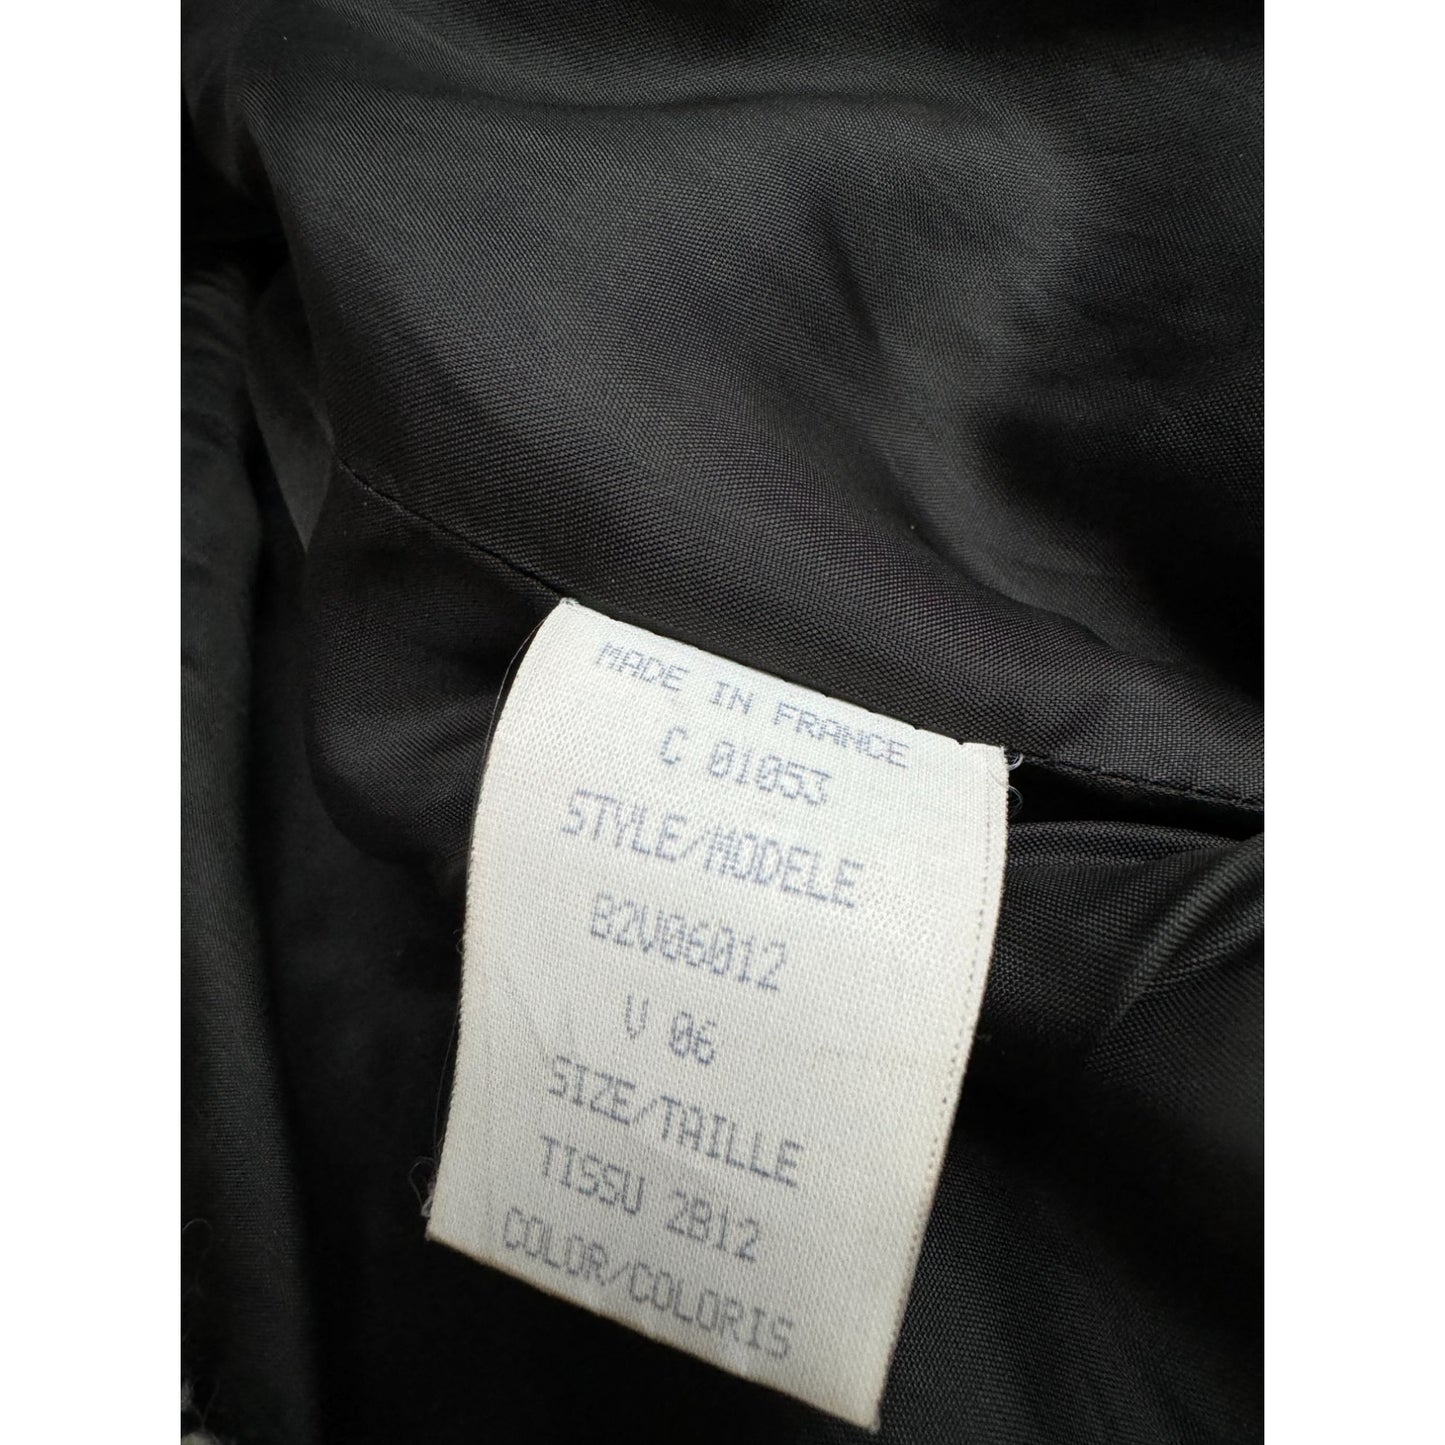 MADE IN FRANCE
C 01053
STYLE/MODELE
B2V06012
V 06
SIZE/TAILLE
TISSU 2B12
COLOR/COLORIS